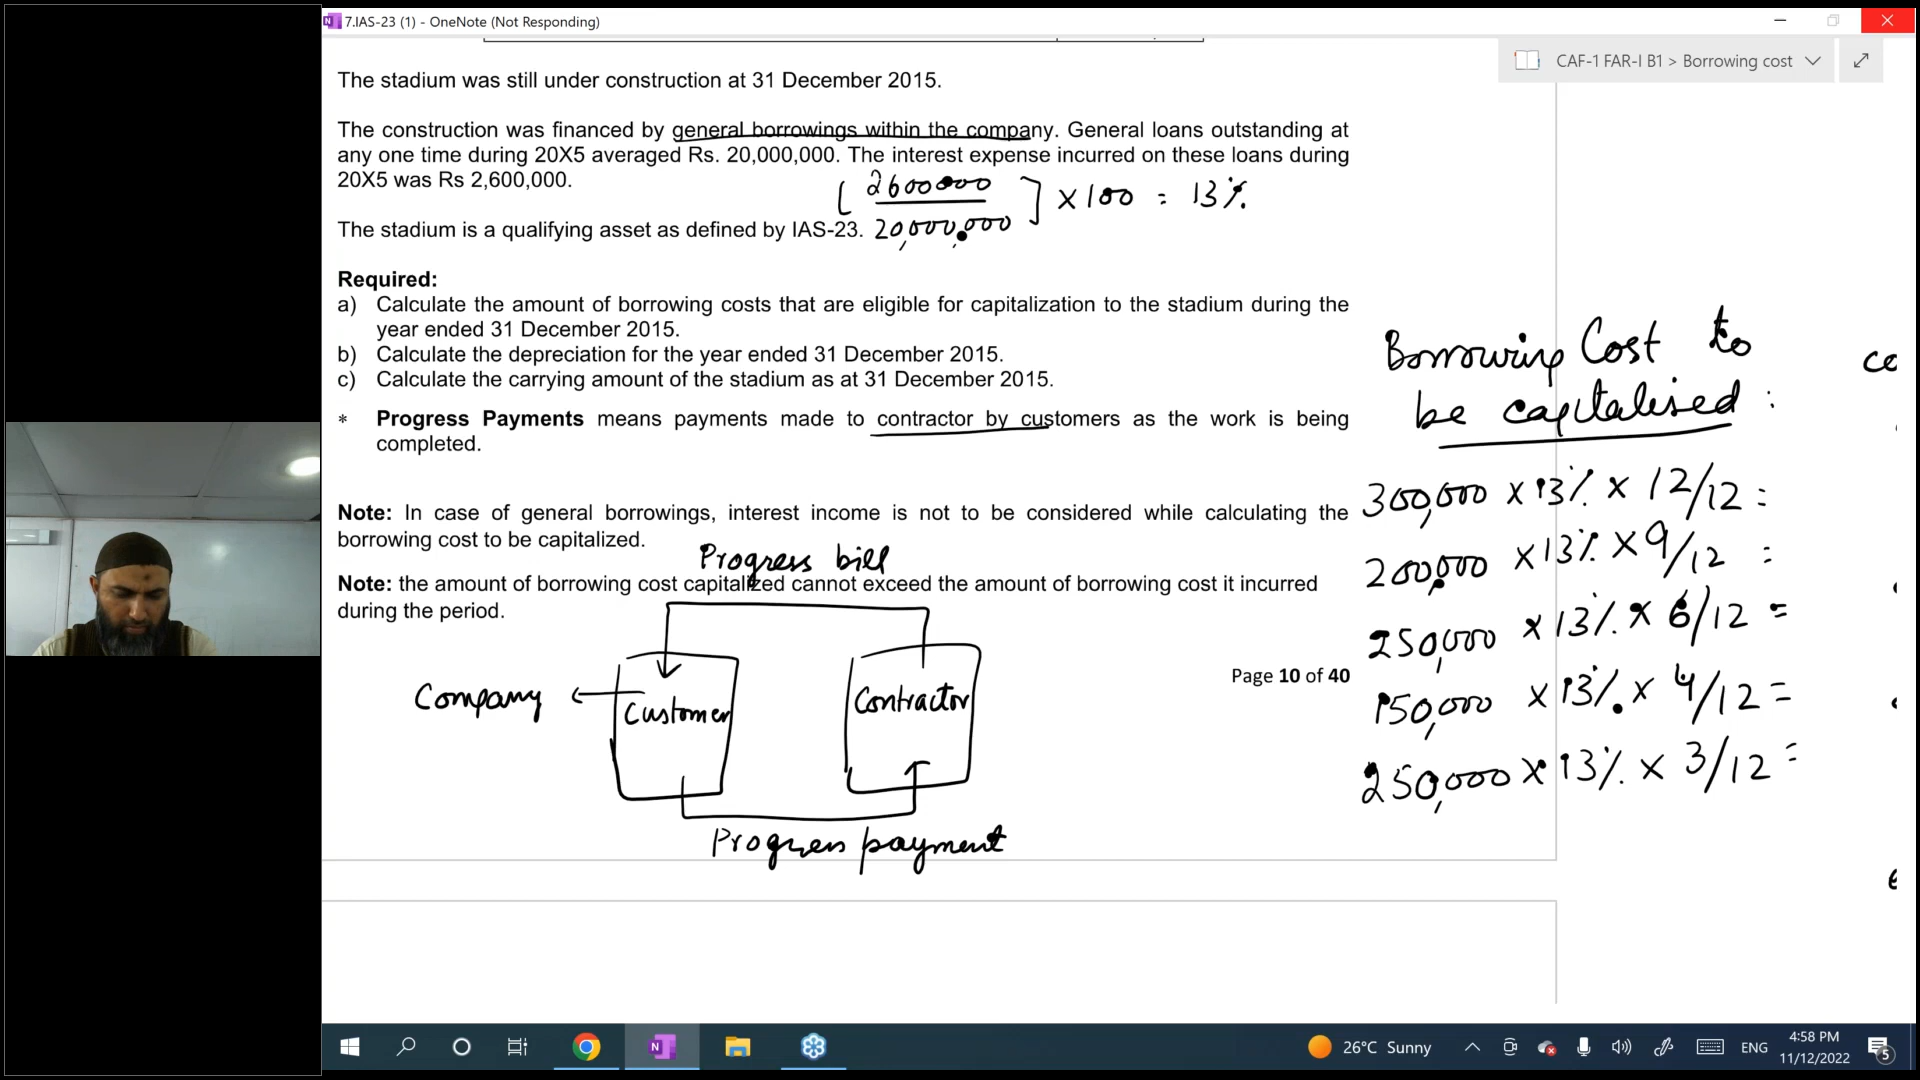 7.IAS-23 (1) - OneNote (Not Responding)
CAF-1 FAR-I B1 > Borrowing cost
The stadium was still under construction at 31 December 2015.
The construction was financed by general borrowings within the company. General loans outstanding at
any one time during 20X5 averaged Rs. 20,000,000. The interest expense incurred on these loans during
20X5 was Rs 2,600,000.
[ 2600000 / 20,000,000 ] x 100 = 13%
The stadium is a qualifying asset as defined by IAS-23.
Required:
a) Calculate the amount of borrowing costs that are eligible for capitalization to the stadium during the
year ended 31 December 2015.
b) Calculate the depreciation for the year ended 31 December 2015.
c) Calculate the carrying amount of the stadium as at 31 December 2015.
* Progress Payments means payments made to contractor by customers as the work is being
completed.
Note: In case of general borrowings, interest income is not to be considered while calculating the
borrowing cost to be capitalized.
Progress bill
Note: the amount of borrowing cost capitalized cannot exceed the amount of borrowing cost it incurred
during the period.
Company
Customer
Contractor
Progress payment
Page 10 of 40
Borrowing Cost to
be capitalised :
300,000 x 13% x 12/12 =
200,000 x 13% x 9/12 =
250,000 x 13% x 6/12 =
150,000 x 13% x 4/12 =
250,000 x 13% x 3/12 =
co
26°C Sunny
ENG
4:58 PM
11/12/2022
5